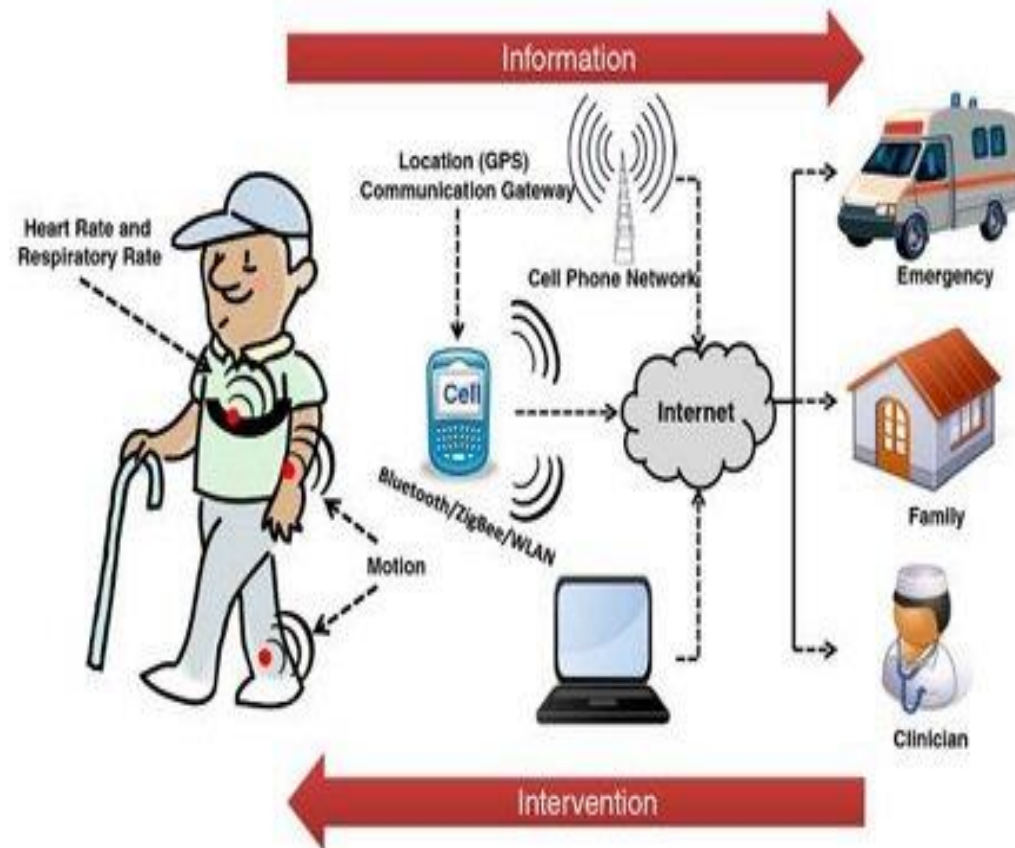 Information
Location (GPS)
Communication Gateway
Heart Rate and
Respiratory Rate
Cell Phone Network
Emergency
Cell
Internet
Bluetooth/ZigBee/WLAN
Family
Motion
Clinician
Intervention